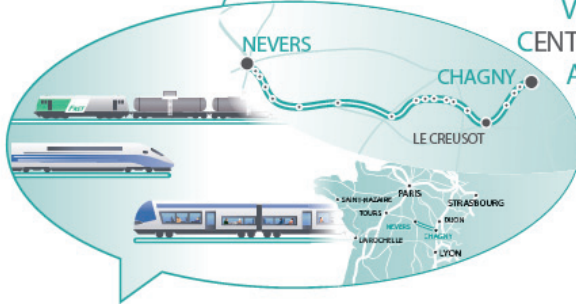 V
CENT
A
NEVERS
CHAGNY
LE CREUSOT
FRET
PARIS
SAINT-NAZAIRE
STRASBOURG
TOURS
DIJON
NEVERS
CHAGNY
LA ROCHELLE
LYON